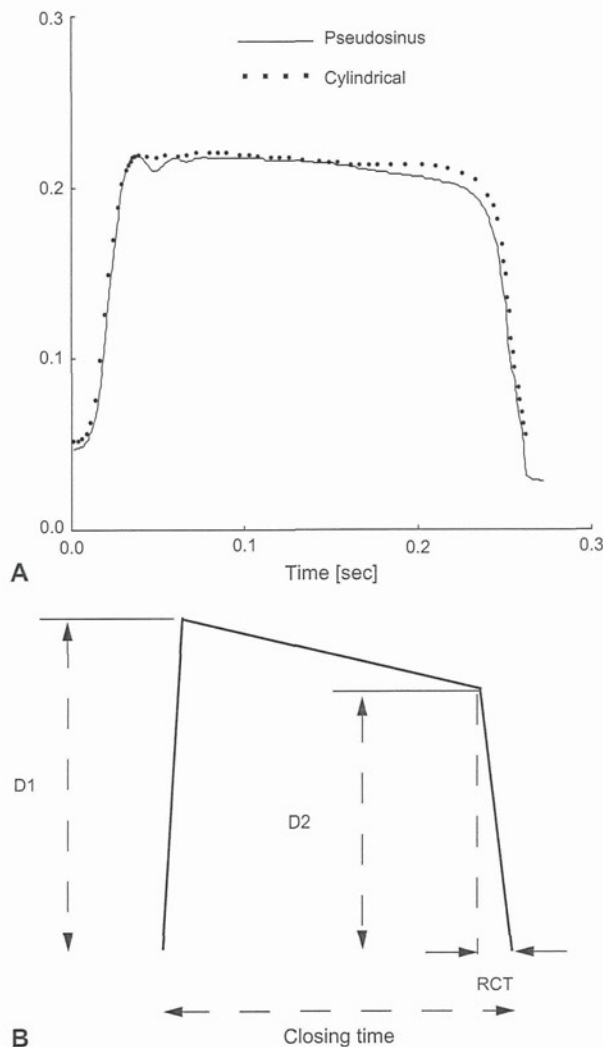 0.3
Pseudosinus
Cylindrical
0.2
0.1
0.0
0.0
0.1
0.2
0.3
A
Time [sec]
D1
D2
RCT
B
Closing time